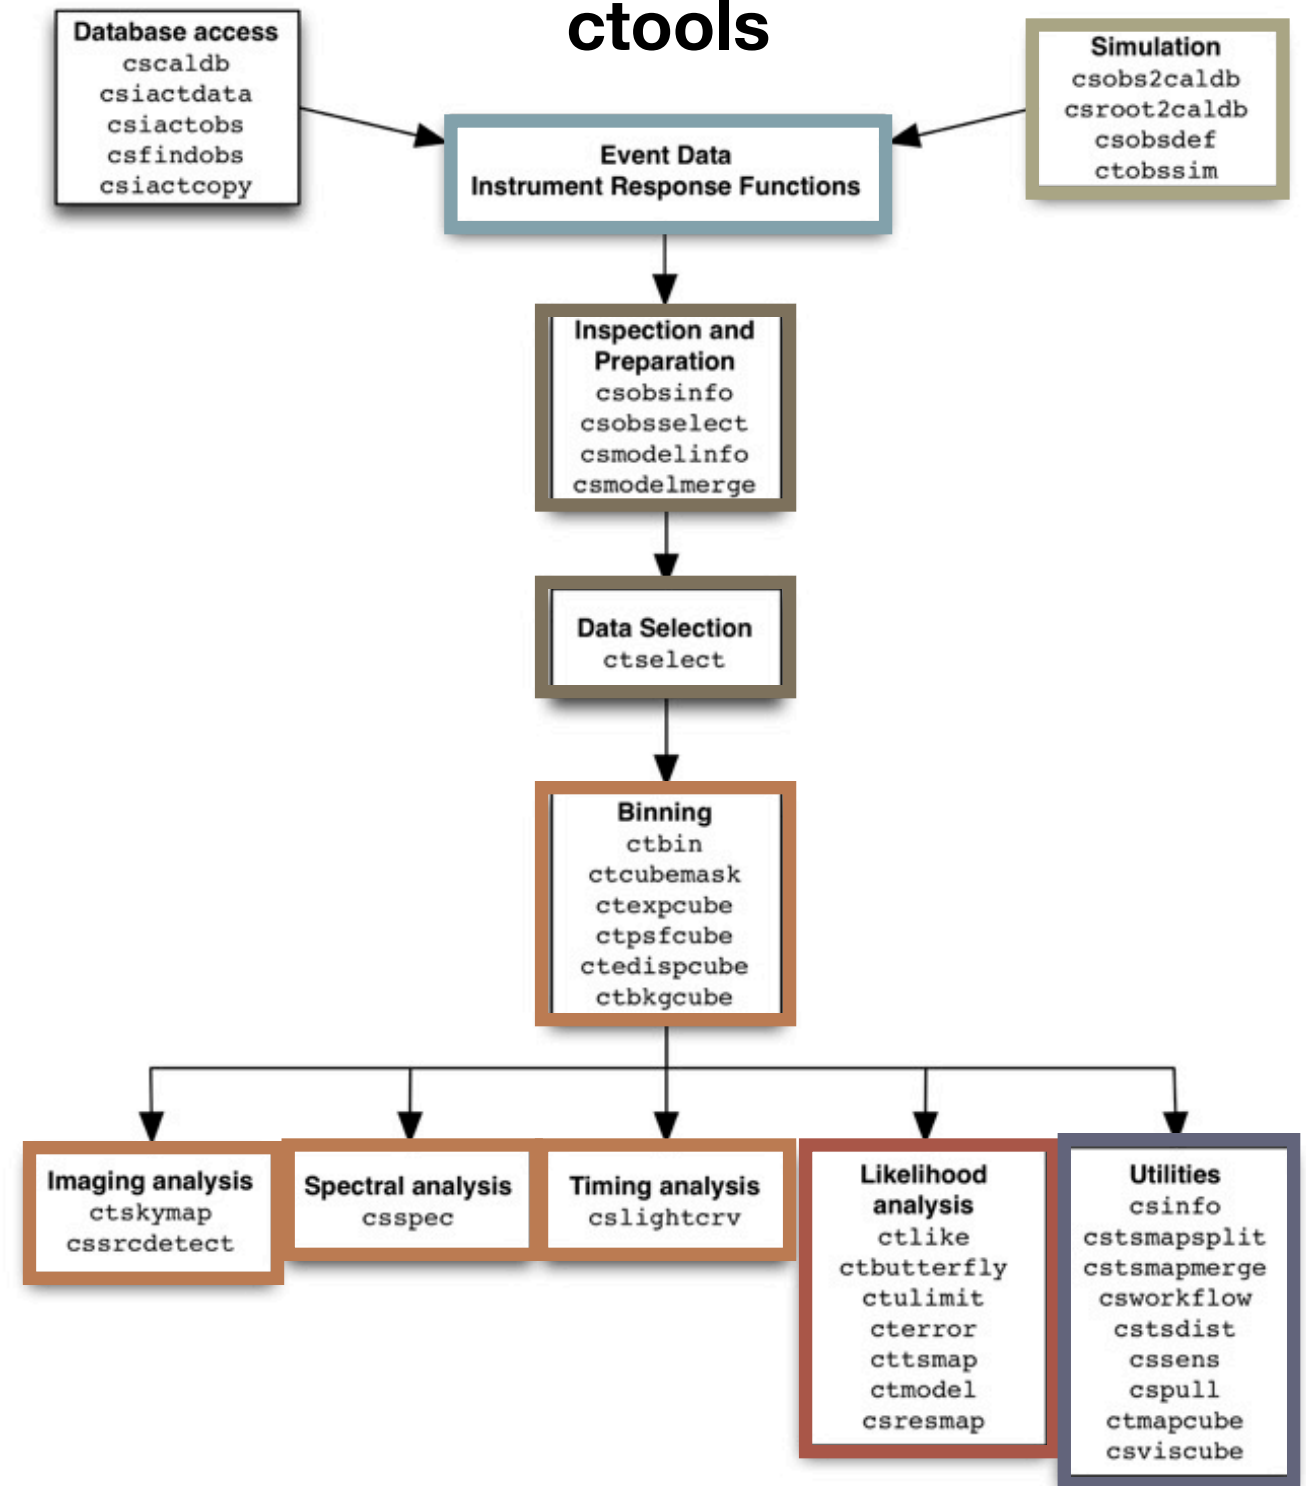 ctools
Database access
cscaldb
csiactdata
csiactobs
csfindobs
csiactcopy
Simulation
csobs2caldb
csroot2caldb
csobsdef
ctobssim
Event Data
Instrument Response Functions
Inspection and
Preparation
csobsinfo
csobsselect
csmodelinfo
csmodelmerge
Data Selection
ctselect
Binning
ctbin
ctcubemask
ctexpcube
ctpsfcube
ctedispcube
ctbkgcube
Imaging analysis
ctskymap
cssrcdetect
Spectral analysis
csspec
Timing analysis
cslightcrv
Likelihood
analysis
ctlike
ctbutterfly
ctulimit
cterror
cttsmap
ctmodel
csresmap
Utilities
csinfo
cstsmapsplit
cstsmapmerge
csworkflow
cstsdist
cssens
cspull
ctmapcube
csviscube